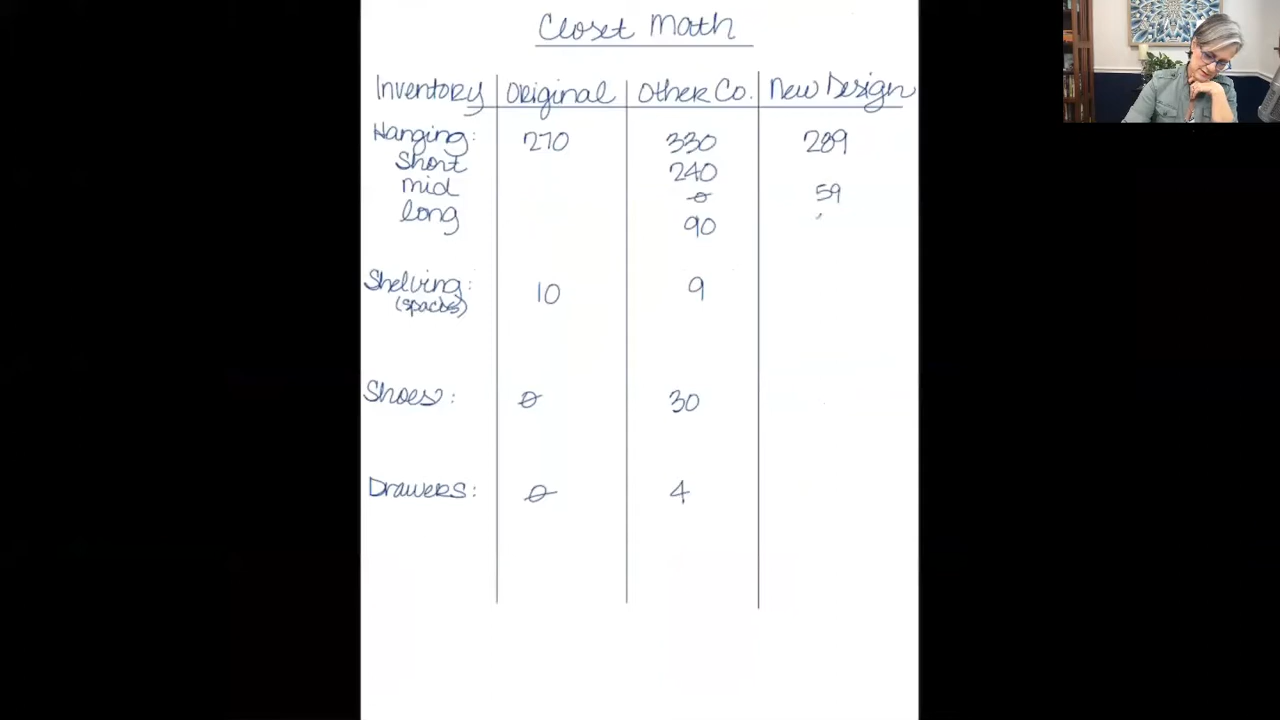 Closet Math
Inventory Original Other Co. New Design
Hanging: 270 330 289
Short 240
mid 0 59
long 90
Shelving: 10 9
(spaces)
Shoes: 0 30
Drawers: 0 4